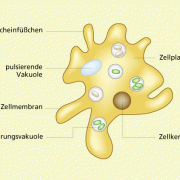 cheinfüßchen
Zellpla
pulsierende
Vakuole
Zellmembran
rungsvakuole
Zellker